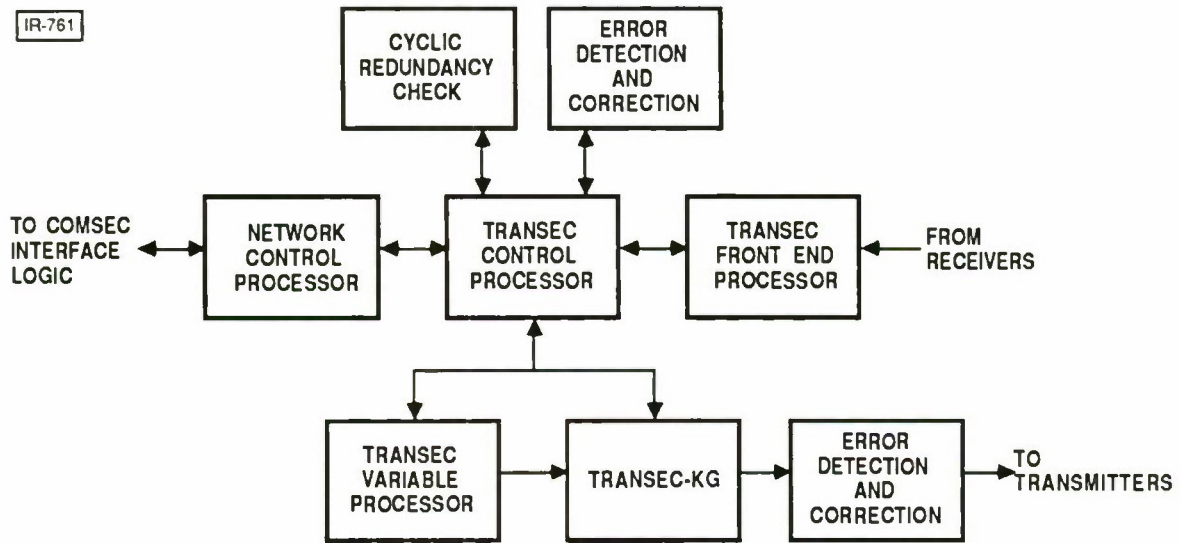 IR-761
CYCLIC
REDUNDANCY
CHECK
ERROR
DETECTION
AND
CORRECTION
TO COMSEC
INTERFACE
LOGIC
NETWORK
CONTROL
PROCESSOR
TRANSEC
CONTROL
PROCESSOR
TRANSEC
FRONT END
PROCESSOR
FROM
RECEIVERS
TRANSEC
VARIABLE
PROCESSOR
TRANSEC-KG
ERROR
DETECTION
AND
CORRECTION
TO
TRANSMITTERS